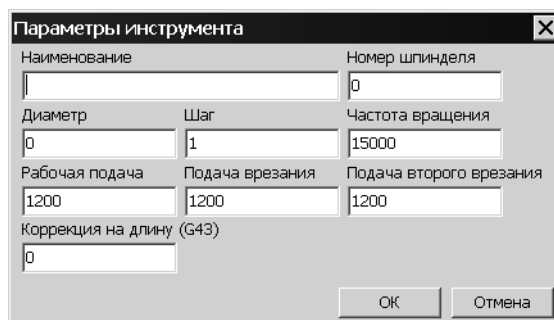 Параметры инструмента
Наименование Номер шпинделя
0
Диаметр Шаг Частота вращения
0 1 15000
Рабочая подача Подача врезания Подача второго врезания
1200 1200 1200
Коррекция на длину (G43)
0
ОК Отмена